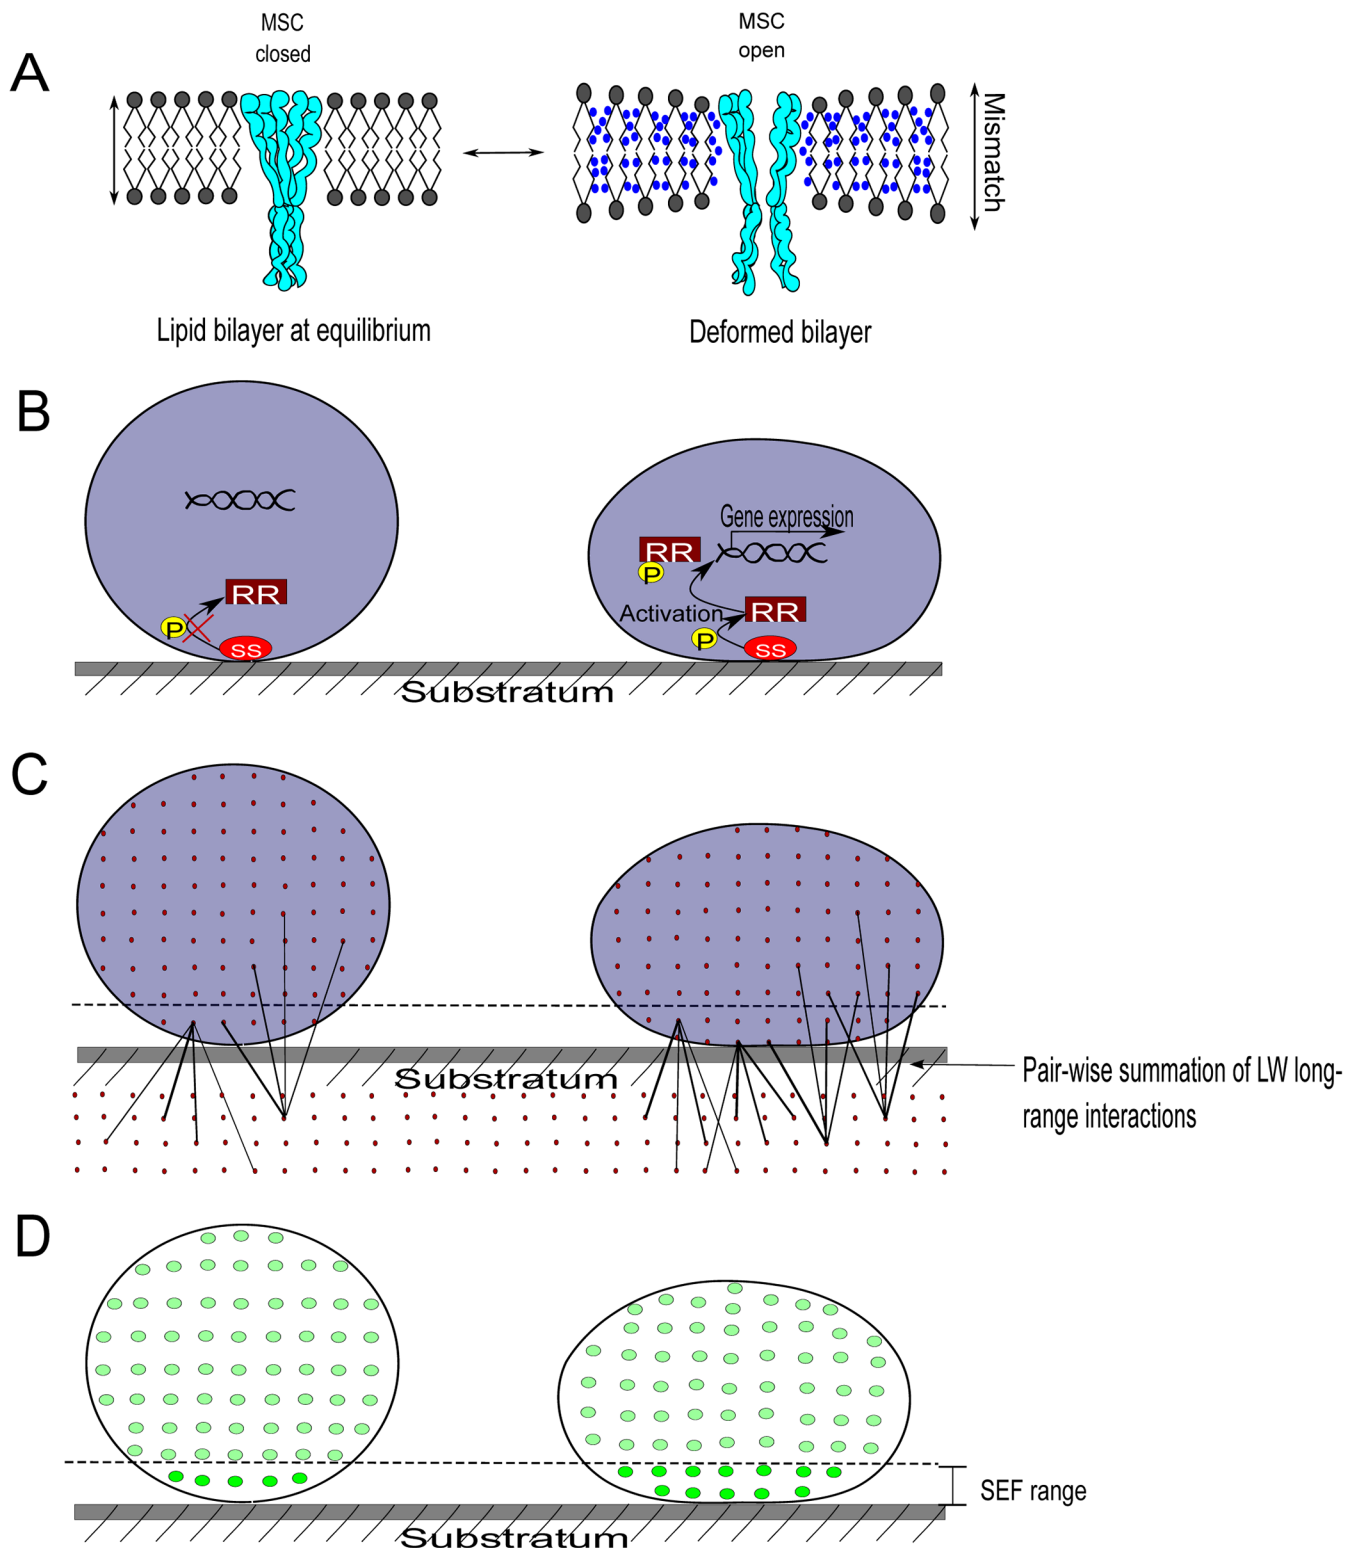 A
MSC
closed
MSC
open
Mismatch
Lipid bilayer at equilibrium
Deformed bilayer
B
RR
P
SS
Gene expression
RR
P
Activation
RR
P
SS
Substratum
C
Substratum
Pair-wise summation of LW long-
range interactions
D
SEF range
Substratum